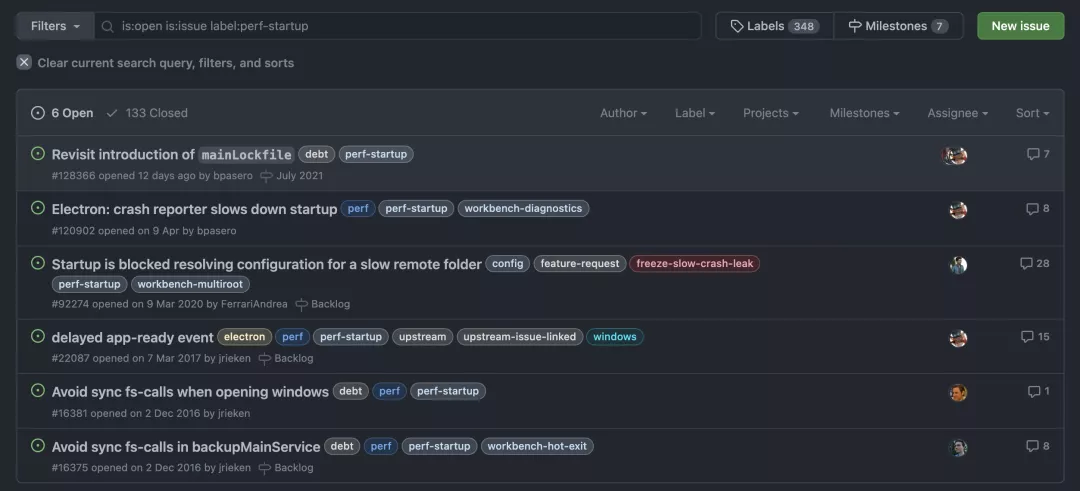 Filters is:open is:issue label:perf-startup Labels 348 Milestones 7 New issue
Clear current search query, filters, and sorts
6 Open 133 Closed Author Label Projects Milestones Assignee Sort
Revisit introduction of mainLockfile debt perf-startup 7
#128366 opened 12 days ago by bpasero July 2021
Electron: crash reporter slows down startup perf perf-startup workbench-diagnostics 8
#120902 opened on 9 Apr by bpasero
Startup is blocked resolving configuration for a slow remote folder config feature-request freeze-slow-crash-leak 28
perf-startup workbench-multiroot
#92274 opened on 9 Mar 2020 by FerrariAndrea Backlog
delayed app-ready event electron perf perf-startup upstream upstream-issue-linked windows 15
#22087 opened on 7 Mar 2017 by jrieken Backlog
Avoid sync fs-calls when opening windows debt perf perf-startup 1
#16381 opened on 2 Dec 2016 by jrieken
Avoid sync fs-calls in backupMainService debt perf perf-startup workbench-hot-exit 8
#16375 opened on 2 Dec 2016 by jrieken Backlog